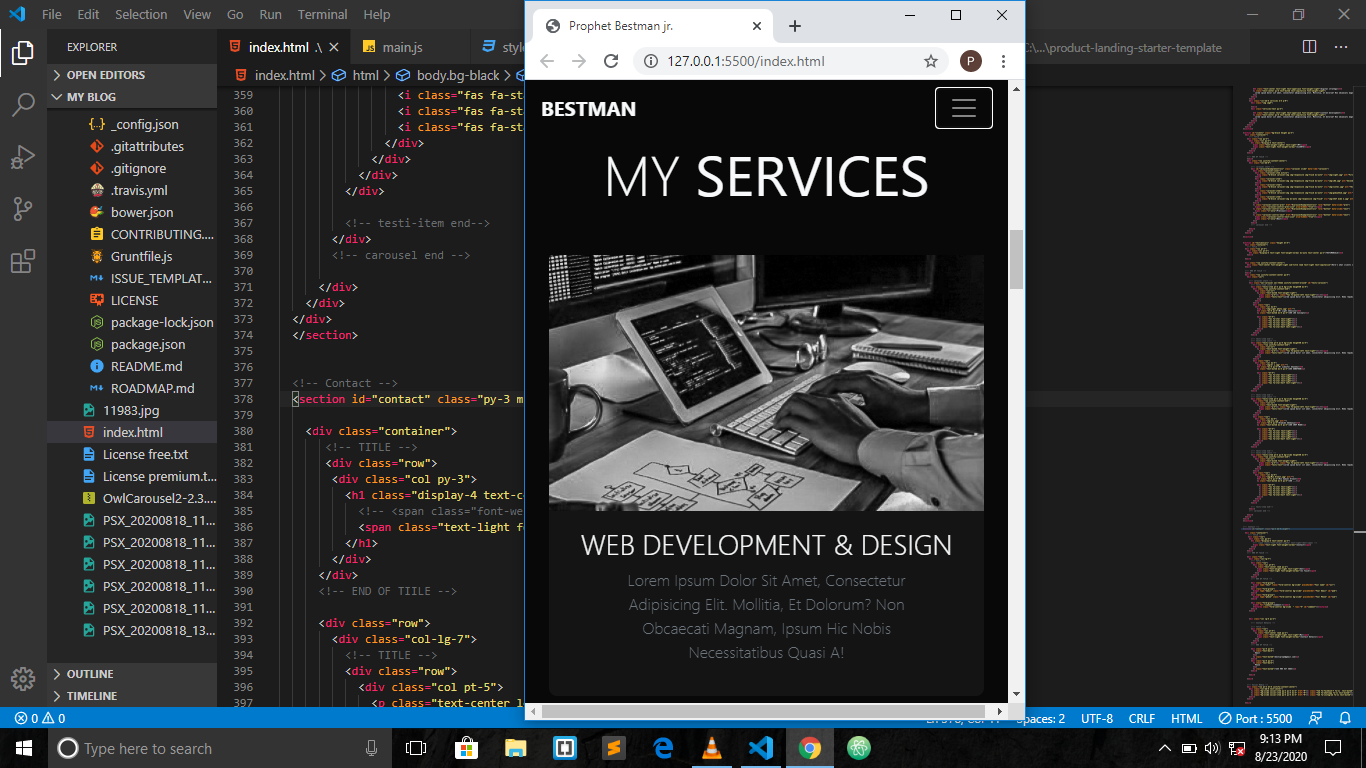 File Edit Selection View Go Run Terminal Help
EXPLORER
OPEN EDITORS
MY BLOG
_config.json
.gitattributes
.gitignore
.travis.yml
bower.json
CONTRIBUTING....
Gruntfile.js
ISSUE_TEMPLAT...
LICENSE
package-lock.json
package.json
README.md
ROADMAP.md
11983.jpg
index.html
License free.txt
License premium.t...
OwlCarousel2-2.3....
PSX_20200818_11...
PSX_20200818_11...
PSX_20200818_11...
PSX_20200818_11...
PSX_20200818_11...
PSX_20200818_13...
OUTLINE
TIMELINE
index.html .\ main.js style
index.html > html > body.bg-black >
359 <i class="fas fa-st
360 <i class="fas fa-st
361 <i class="fas fa-st
362 </div>
363 </div>
364 </div>
365 </div>
366
367 <!-- testi-item end-->
368 </div>
369 <!-- carousel end -->
370
371 </div>
372 </div>
373 </div>
374 </section>
375
376
377 <!-- Contact -->
378 <section id="contact" class="py-3 m
379
380 <div class="container">
381 <!-- TITLE -->
382 <div class="row">
383 <div class="col py-3">
384 <h1 class="display-4 text-c
385 <!-- <span class="font-we
386 <span class="text-light f
387 </h1>
388 </div>
389 </div>
390 <!-- END OF TIILE -->
391
392 <div class="row">
393 <div class="col-lg-7">
394 <!-- TITLE -->
395 <div class="row">
396 <div class="col pt-5">
397 <p class="text-center l
Prophet Bestman jr.
127.0.0.1:5500/index.html
P
BESTMAN
MY SERVICES
WEB DEVELOPMENT & DESIGN
Lorem Ipsum Dolor Sit Amet, Consectetur
Adipisicing Elit. Mollitia, Et Dolorum? Non
Obcaecati Magnam, Ipsum Hic Nobis
Necessitatibus Quasi A!
C:\...\product-landing-starter-template
0 0
Spaces: 2 UTF-8 CRLF HTML Port : 5500
Type here to search
9:13 PM
8/23/2020